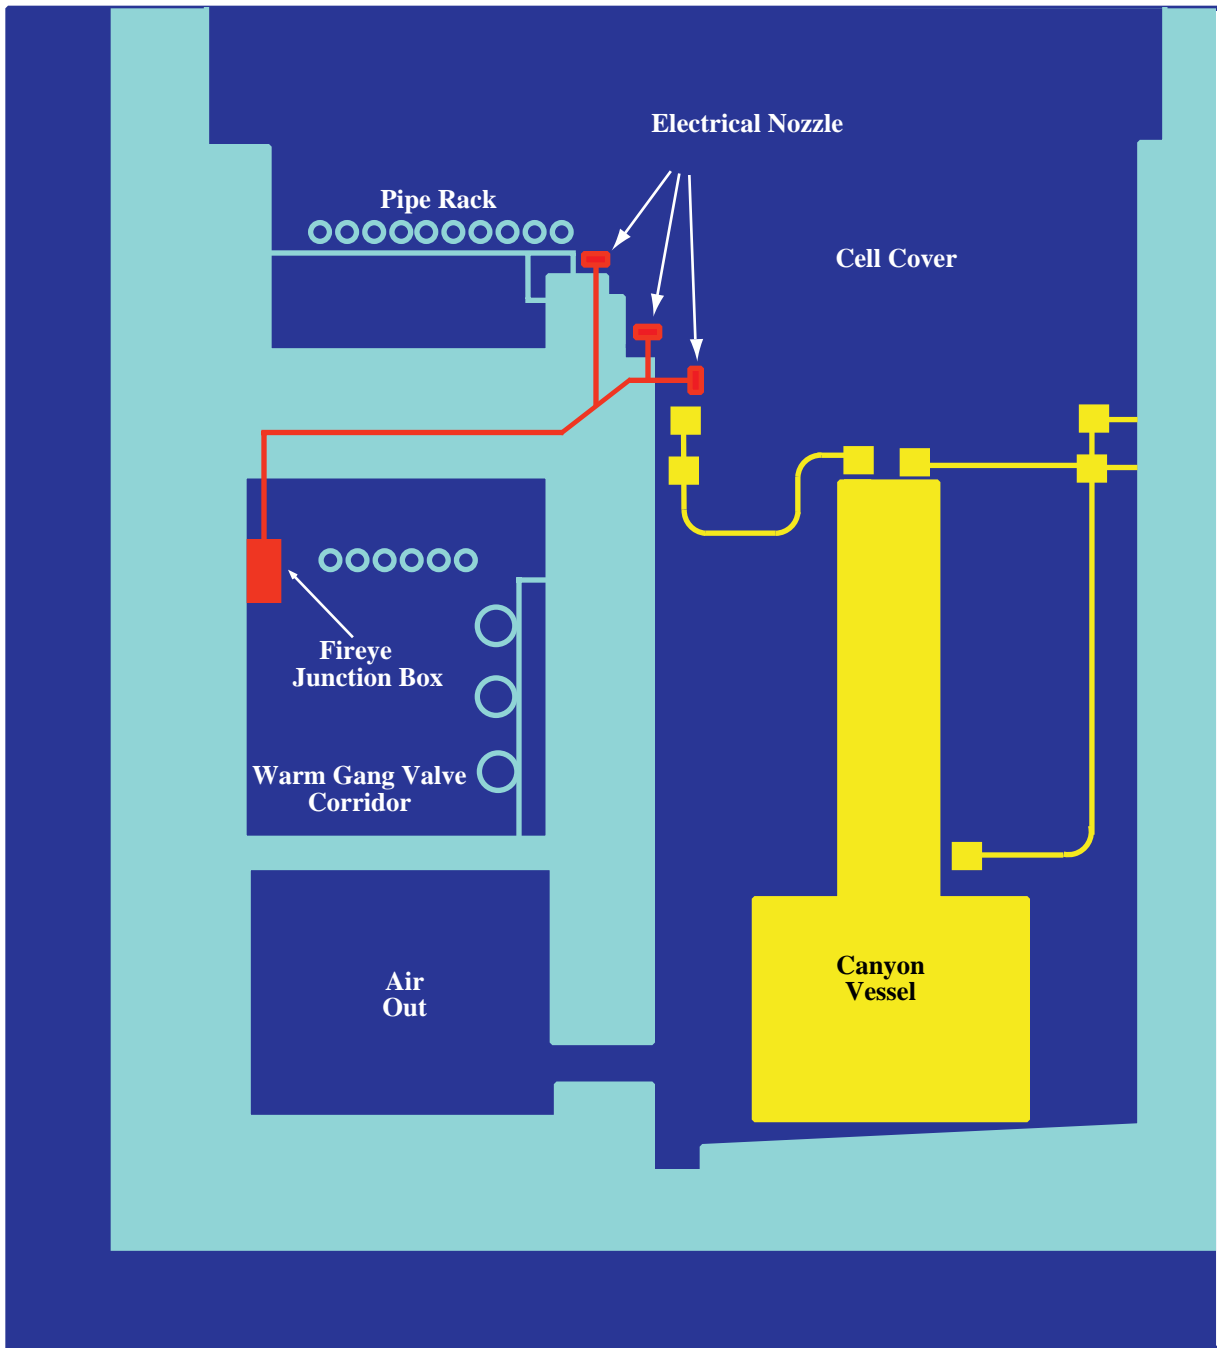 Electrical Nozzle
Pipe Rack
Cell Cover
Fireye
Junction Box
Warm Gang Valve
Corridor
Air
Out
Canyon
Vessel